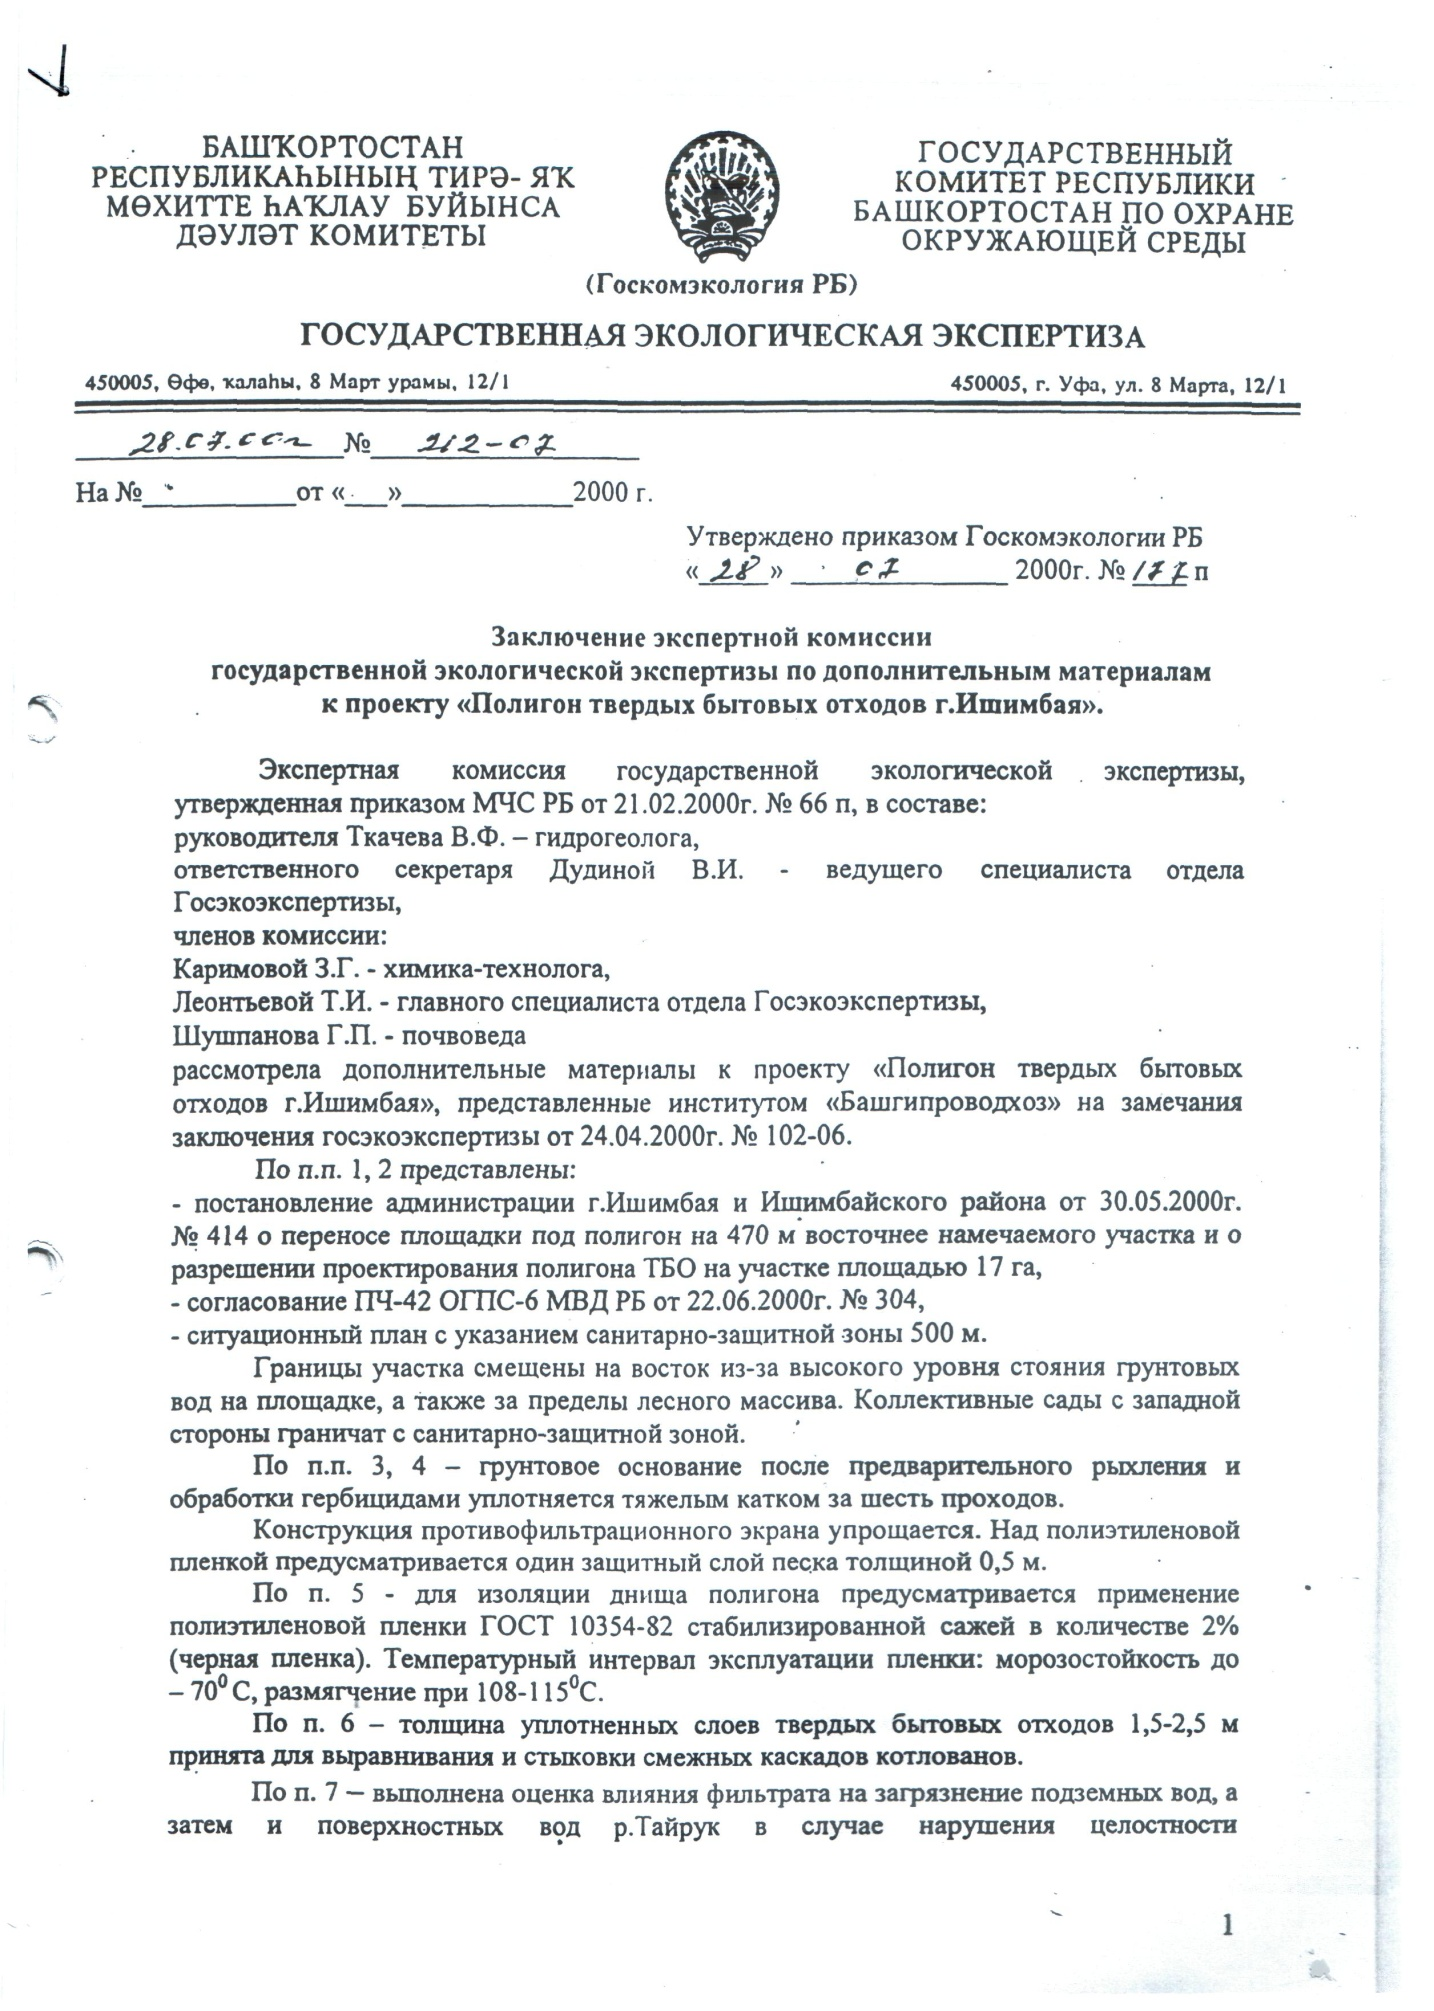 БАШҠОРТОСТАН
РЕСПУБЛИКАҺЫНЫҢ ТИРӘ- ЯҠ
МӨХИТТЕ ҺАҠЛАУ БУЙЫНСА
ДӘУЛӘТ КОМИТЕТЫ
ГОСУДАРСТВЕННЫЙ
КОМИТЕТ РЕСПУБЛИКИ
БАШКОРТОСТАН ПО ОХРАНЕ
ОКРУЖАЮЩЕЙ СРЕДЫ
(Госкомэкология РБ)
ГОСУДАРСТВЕННАЯ ЭКОЛОГИЧЕСКАЯ ЭКСПЕРТИЗА
450005, Өфө, ҡалаһы, 8 Март урамы, 12/1
450005, г. Уфа, ул. 8 Марта, 12/1
28.07. № 212-07
На № от « » 2000 г.
Утверждено приказом Госкомэкологии РБ
« 28 » 07 2000г. № 177 п
Заключение экспертной комиссии
государственной экологической экспертизы по дополнительным материалам
к проекту «Полигон твердых бытовых отходов г.Ишимбая».
Экспертная комиссия государственной экологической экспертизы,
утвержденная приказом МЧС РБ от 21.02.2000г. № 66 п, в составе:
руководителя Ткачева В.Ф. – гидрогеолога,
ответственного секретаря Дудиной В.И. - ведущего специалиста отдела
Госэкоэкспертизы,
членов комиссии:
Каримовой З.Г. - химика-технолога,
Леонтьевой Т.И. - главного специалиста отдела Госэкоэкспертизы,
Шушпанова Г.П. - почвоведа
рассмотрела дополнительные материалы к проекту «Полигон твердых бытовых
отходов г.Ишимбая», представленные институтом «Башгипроводхоз» на замечания
заключения госэкоэкспертизы от 24.04.2000г. № 102-06.
По п.п. 1, 2 представлены:
- постановление администрации г.Ишимбая и Ишимбайского района от 30.05.2000г.
№ 414 о переносе площадки под полигон на 470 м восточнее намечаемого участка и о
разрешении проектирования полигона ТБО на участке площадью 17 га,
- согласование ПЧ-42 ОГПС-6 МВД РБ от 22.06.2000г. № 304,
- ситуационный план с указанием санитарно-защитной зоны 500 м.
Границы участка смещены на восток из-за высокого уровня стояния грунтовых
вод на площадке, а также за пределы лесного массива. Коллективные сады с западной
стороны граничат с санитарно-защитной зоной.
По п.п. 3, 4 – грунтовое основание после предварительного рыхления и
обработки гербицидами уплотняется тяжелым катком за шесть проходов.
Конструкция противофильтрационного экрана упрощается. Над полиэтиленовой
пленкой предусматривается один защитный слой песка толщиной 0,5 м.
По п. 5 - для изоляции днища полигона предусматривается применение
полиэтиленовой пленки ГОСТ 10354-82 стабилизированной сажей в количестве 2%
(черная пленка). Температурный интервал эксплуатации пленки: морозостойкость до
– 70⁰ С, размягчение при 108-115⁰С.
По п. 6 – толщина уплотненных слоев твердых бытовых отходов 1,5-2,5 м
принята для выравнивания и стыковки смежных каскадов котлованов.
По п. 7 – выполнена оценка влияния фильтрата на загрязнение подземных вод, а
затем и поверхностных вод р.Тайрук в случае нарушения целостности
1